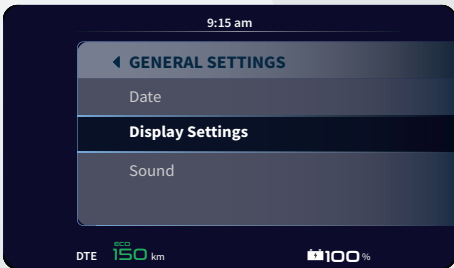 9:15 am
GENERAL SETTINGS
Date
Display Settings
Sound
ECO
DTE 150 km 100 %